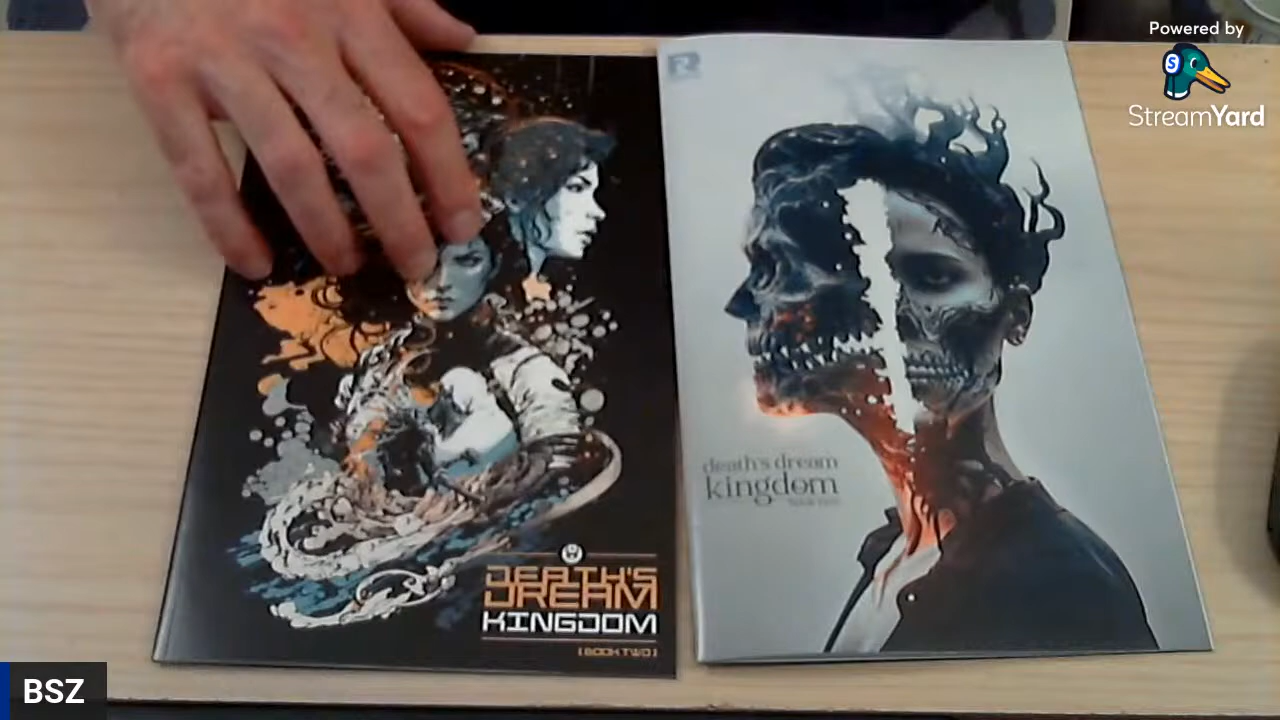 Powered by
StreamYard
DEATH'S
DREAM
KINGDOM
[ BOOK TWO ]
death's dream
kingdom
BSZ